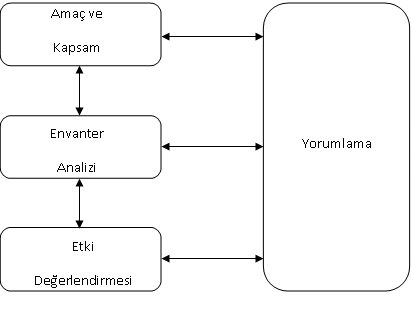 Amaç ve
Kapsam
Envanter
Analizi
Etki
Değerlendirmesi
Yorumlama